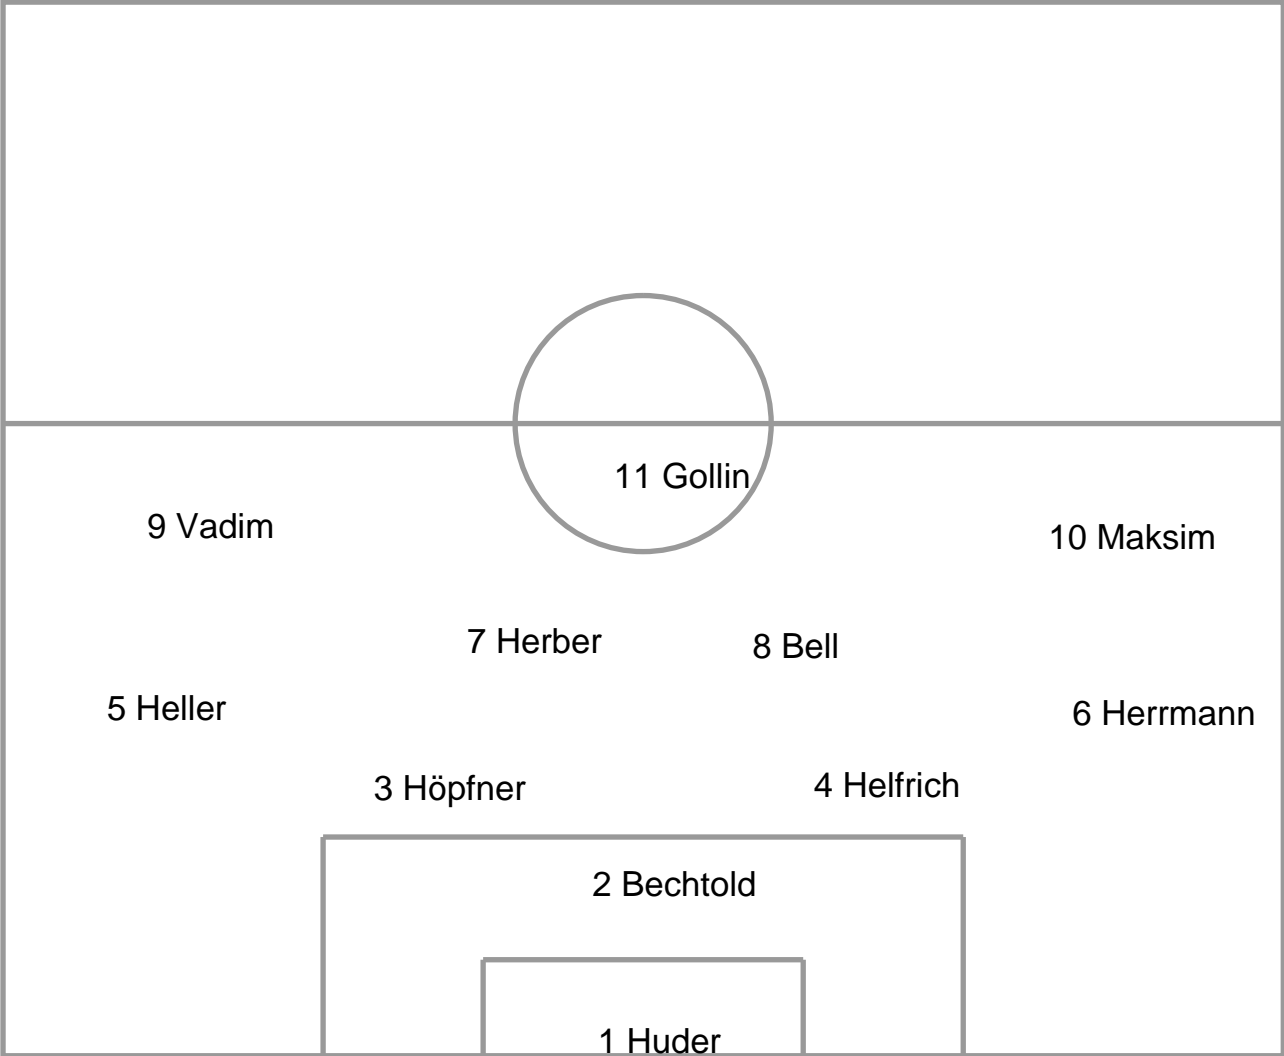 11 Gollin
9 Vadim
10 Maksim
7 Herber
8 Bell
5 Heller
6 Herrmann
3 Höpfner
4 Helfrich
2 Bechtold
1 Huder